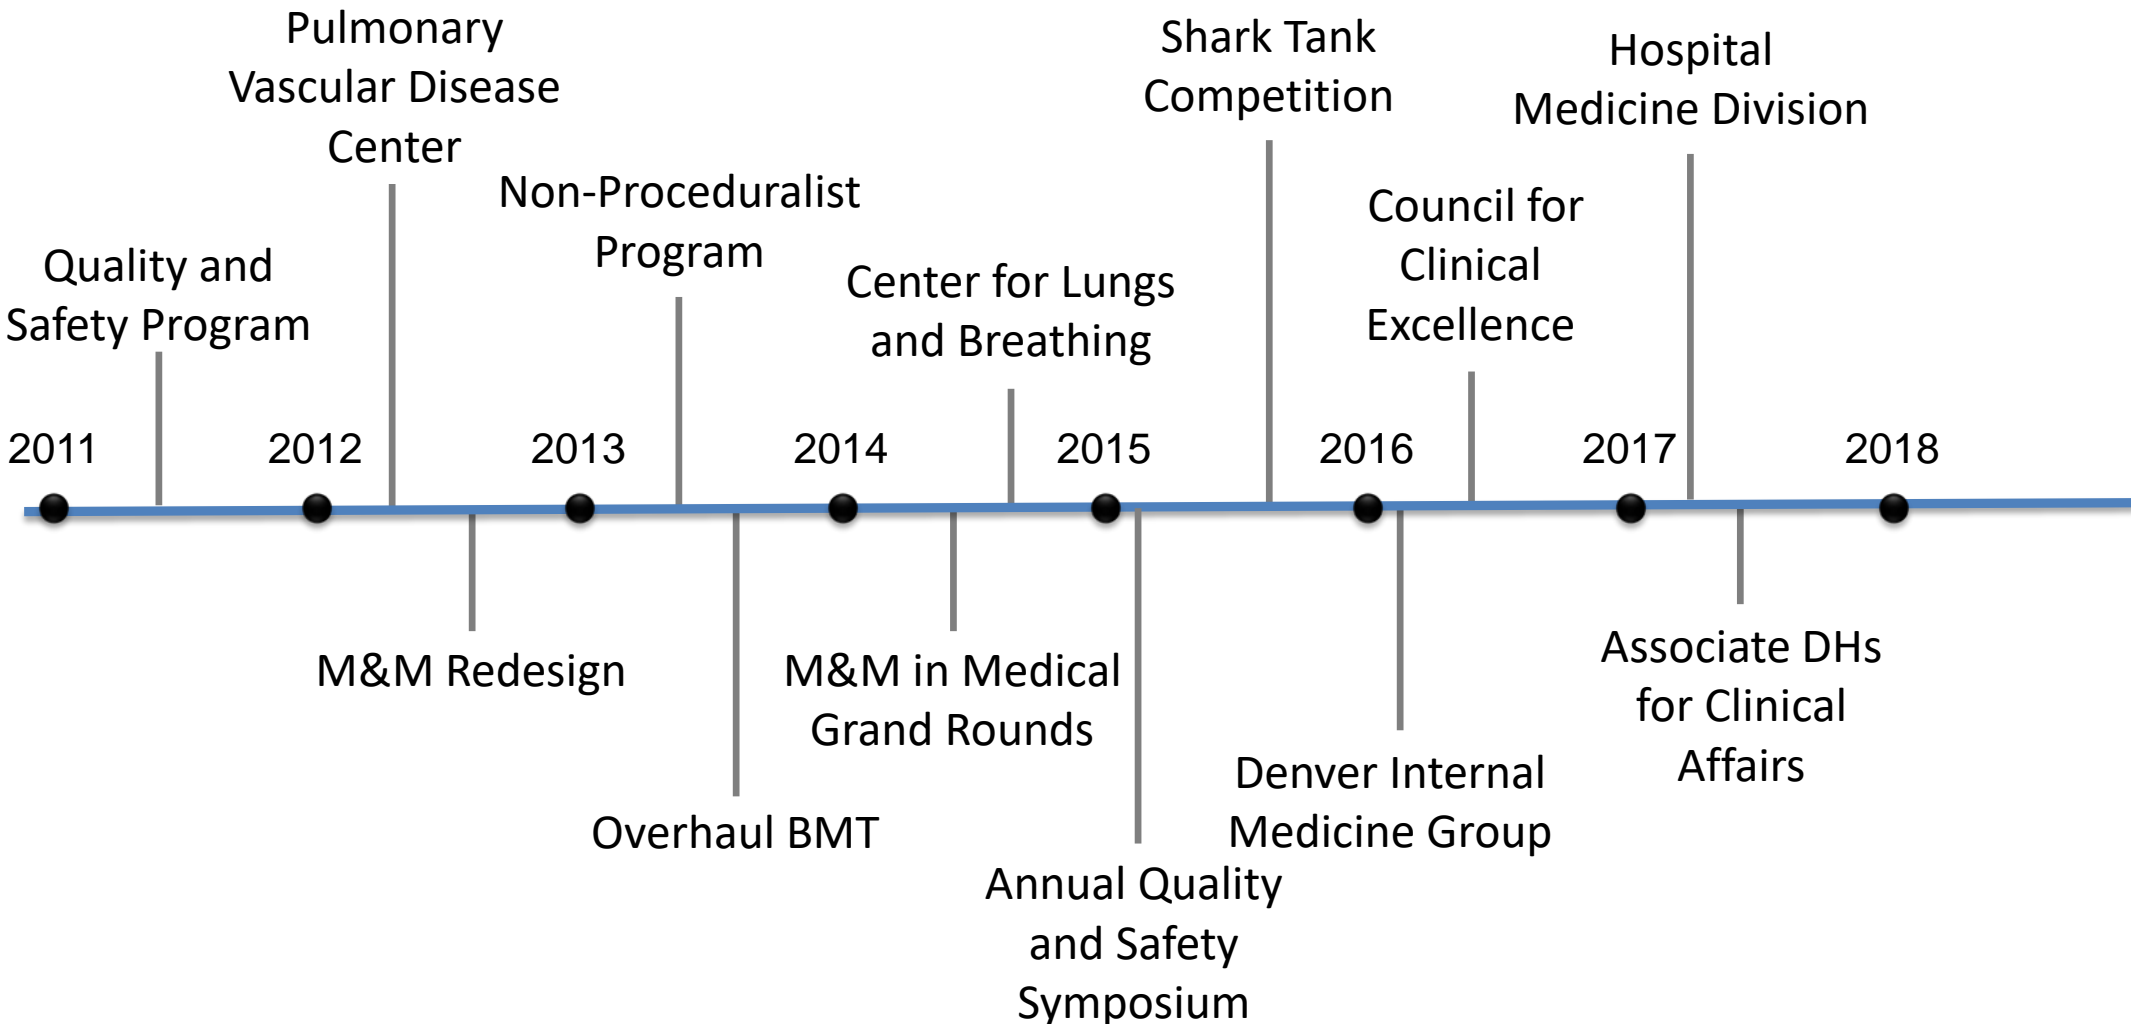 Pulmonary
Vascular Disease
Center
Shark Tank
Competition
Hospital
Medicine Division
Non-Proceduralist
Program
Council for
Clinical
Excellence
Quality and
Safety Program
Center for Lungs
and Breathing
2011
2012
2013
2014
2015
2016
2017
2018
M&M Redesign
M&M in Medical
Grand Rounds
Associate DHs
for Clinical
Affairs
Overhaul BMT
Denver Internal
Medicine Group
Annual Quality
and Safety
Symposium